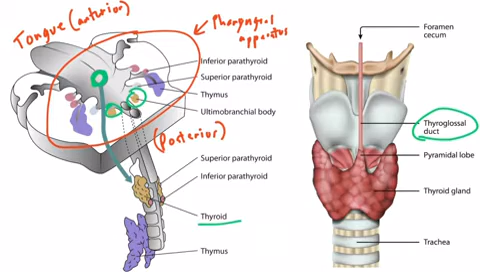 Tongue (anterior)
Pharyngeal
apparatus
Inferior parathyroid
Superior parathyroid
Thymus
Ultimobranchial body
(Posterior)
Superior parathyroid
Inferior parathyroid
Thyroid
Thymus
Foramen
cecum
Thyroglossal
duct
Pyramidal lobe
Thyroid gland
Trachea